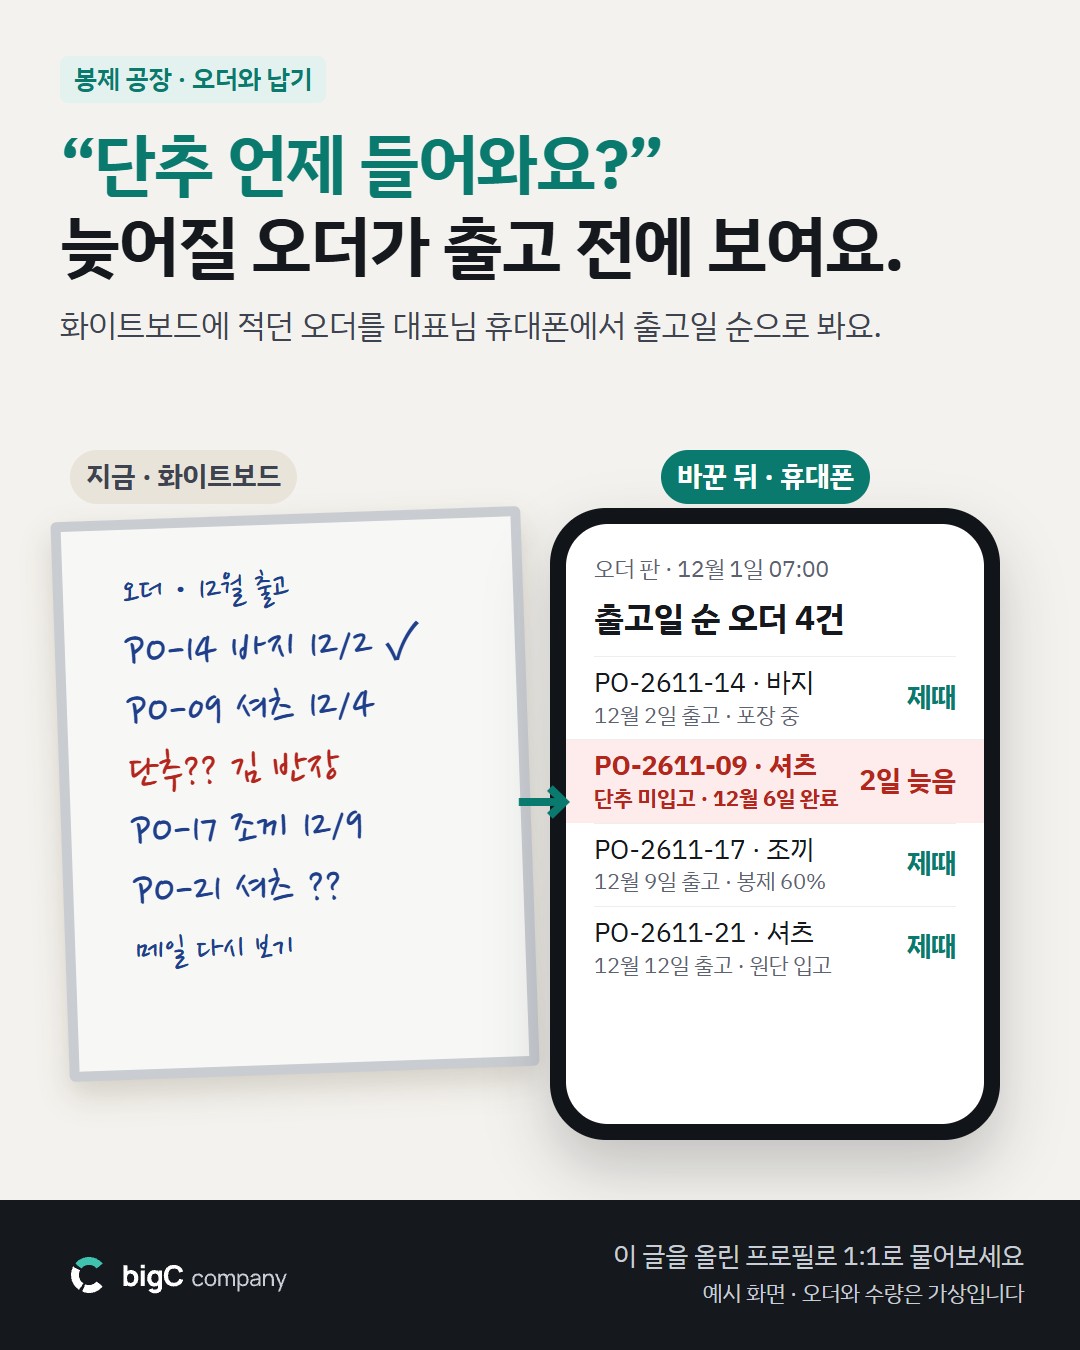 봉제 공장 · 오더와 납기
“단추 언제 들어와요?”
늦어질 오더가 출고 전에 보여요.
화이트보드에 적던 오더를 대표님 휴대폰에서 출고일 순으로 봐요.
지금 · 화이트보드
오더 · 12월 출고
PO-14 바지 12/2 ✓
PO-09 셔츠 12/4
단추?? 김 반장
PO-17 조끼 12/9
PO-21 셔츠 ??
메일 다시 보기
→
바꾼 뒤 · 휴대폰
오더 판 · 12월 1일 07:00
출고일 순 오더 4건
PO-2611-14 · 바지
12월 2일 출고 · 포장 중
제때
PO-2611-09 · 셔츠
단추 미입고 · 12월 6일 완료
2일 늦음
PO-2611-17 · 조끼
12월 9일 출고 · 봉제 60%
제때
PO-2611-21 · 셔츠
12월 12일 출고 · 원단 입고
제때
bigC company
이 글을 올린 프로필로 1:1로 물어보세요
예시 화면 · 오더와 수량은 가상입니다